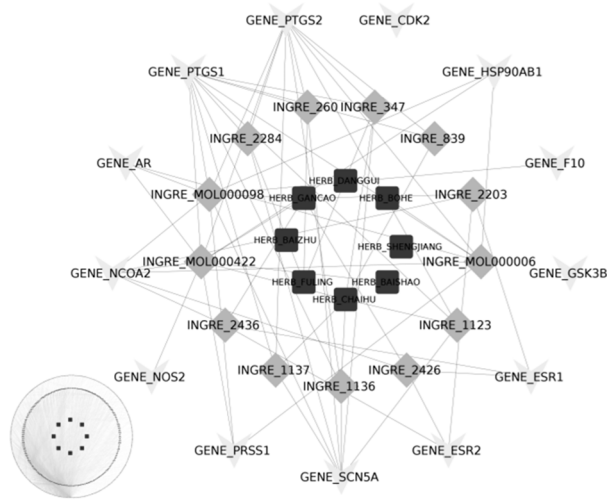 GENE_PTGS2
GENE_CDK2
GENE_PTGS1
GENE_HSP90AB1
INGRE_260
INGRE_347
INGRE_2284
INGRE_839
GENE_AR
GENE_F10
HERB_DANGGUI
INGRE_MOL000098
HERB_GANCAO
HERB_BOHE
INGRE_2203
HERB_BAIZHU
HERB_SHENGJIANG
INGRE_MOL000422
INGRE_MOL000006
GENE_NCOA2
GENE_GSK3B
HERB_FULING
HERB_BAISHAO
HERB_CHAIHU
INGRE_2436
INGRE_1123
INGRE_1137
INGRE_2426
INGRE_1136
GENE_NOS2
GENE_ESR1
GENE_PRSS1
GENE_ESR2
GENE_SCN5A